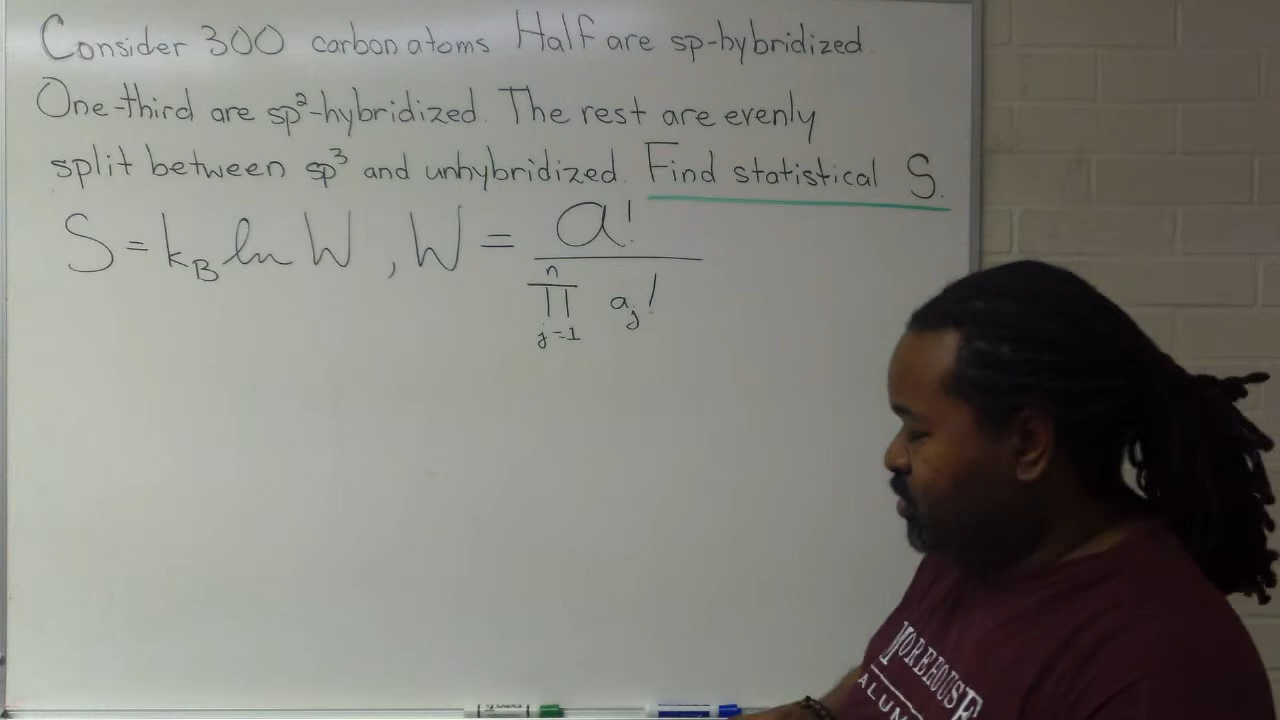 Consider 300 carbon atoms Half are sp-hybridized
One-third are sp²-hybridized. The rest are evenly
split between sp³ and unhybridized. Find statistical S.
S = k_B ln W , W = a! / ∏_{j=1}^{n} a_j!
MOREHOUSE
ALUM